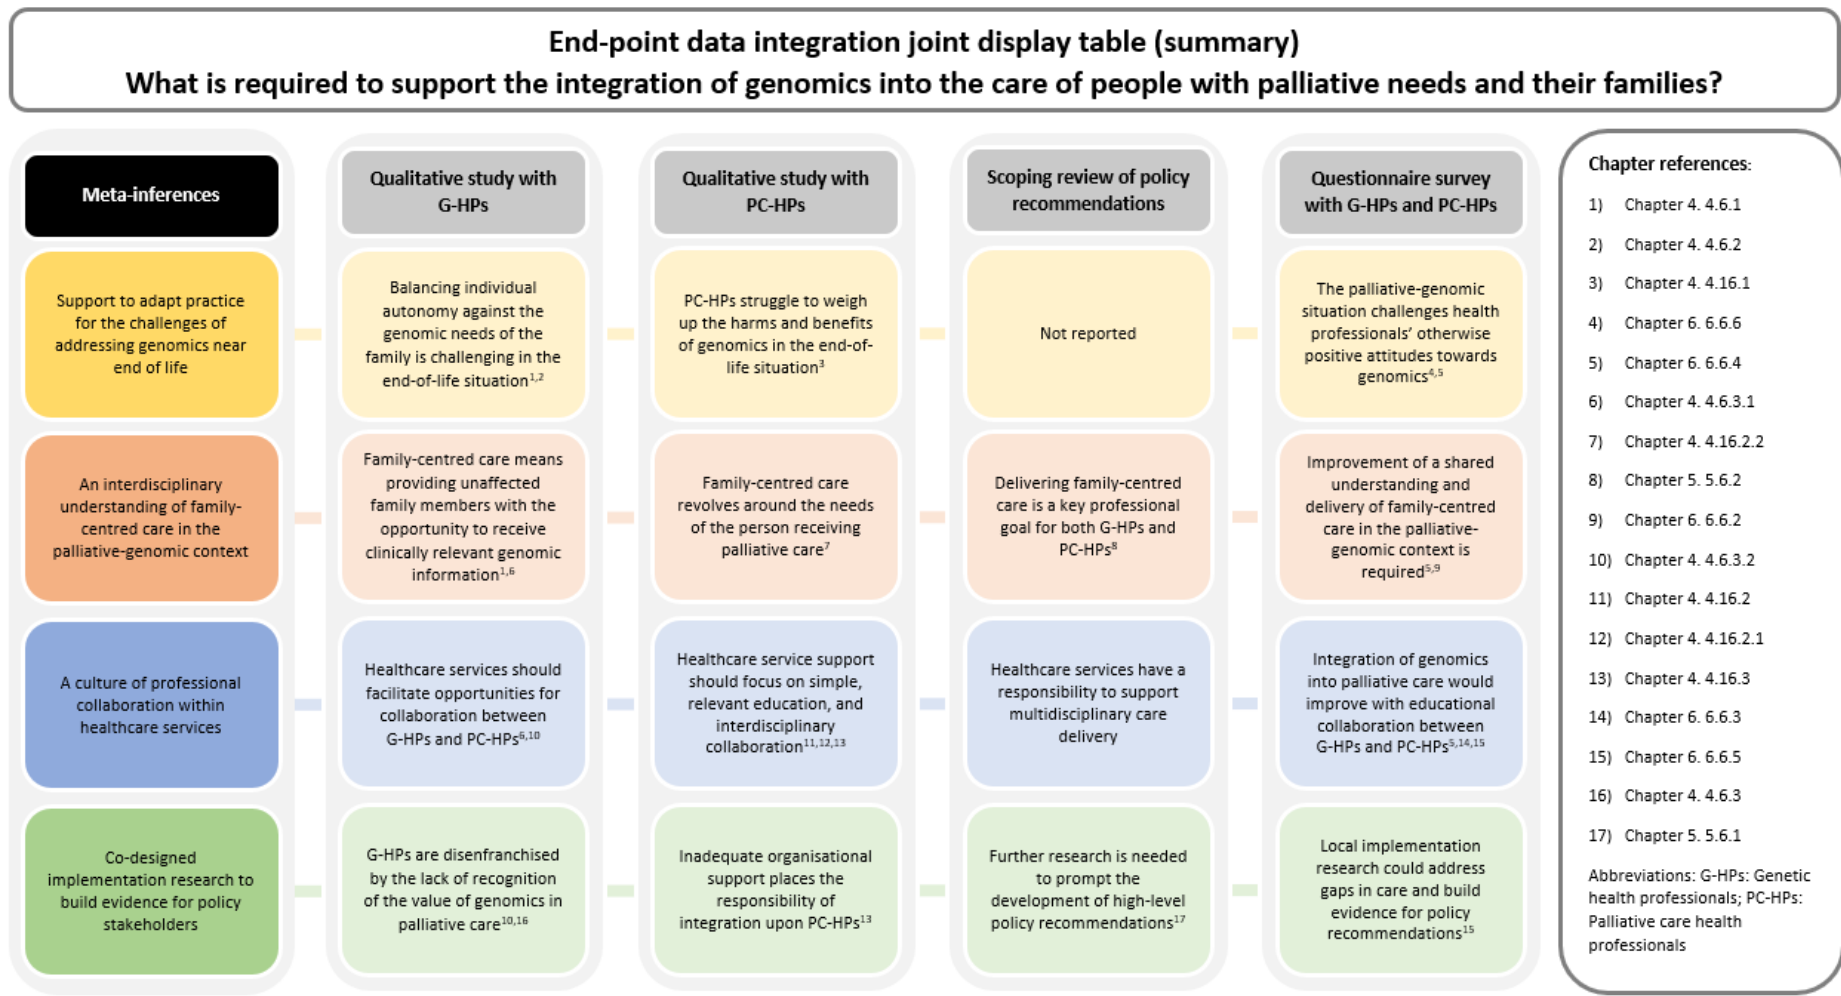 End-point data integration joint display table (summary)
What is required to support the integration of genomics into the care of people with palliative needs and their families?
Meta-inferences
Qualitative study with
G-HPs
Qualitative study with
PC-HPs
Scoping review of policy
recommendations
Questionnaire survey
with G-HPs and PC-HPs
Support to adapt practice
for the challenges of
addressing genomics near
end of life
Balancing individual
autonomy against the
genomic needs of the
family is challenging in the
end-of-life situation1,2
PC-HPs struggle to weigh
up the harms and benefits
of genomics in the end-of-
life situation3
Not reported
The palliative-genomic
situation challenges health
professionals’ otherwise
positive attitudes towards
genomics4,5
An interdisciplinary
understanding of family-
centred care in the
palliative-genomic context
Family-centred care means
providing unaffected
family members with the
opportunity to receive
clinically relevant genomic
information1,6
Family-centred care
revolves around the needs
of the person receiving
palliative care7
Delivering family-centred
care is a key professional
goal for both G-HPs and
PC-HPs8
Improvement of a shared
understanding and
delivery of family-centred
care in the palliative-
genomic context is
required5,9
A culture of professional
collaboration within
healthcare services
Healthcare services should
facilitate opportunities for
collaboration between
G-HPs and PC-HPs6,10
Healthcare service support
should focus on simple,
relevant education, and
interdisciplinary
collaboration11,12,13
Healthcare services have a
responsibility to support
multidisciplinary care
delivery
Integration of genomics
into palliative care would
improve with educational
collaboration between
G-HPs and PC-HPs5,14,15
Co-designed
implementation research to
build evidence for policy
stakeholders
G-HPs are disenfranchised
by the lack of recognition
of the value of genomics in
palliative care10,16
Inadequate organisational
support places the
responsibility of
integration upon PC-HPs13
Further research is needed
to prompt the
development of high-level
policy recommendations17
Local implementation
research could address
gaps in care and build
evidence for policy
recommendations15
Chapter references:
1) Chapter 4. 4.6.1
2) Chapter 4. 4.6.2
3) Chapter 4. 4.16.1
4) Chapter 6. 6.6.6
5) Chapter 6. 6.6.4
6) Chapter 4. 4.6.3.1
7) Chapter 4. 4.16.2.2
8) Chapter 5. 5.6.2
9) Chapter 6. 6.6.2
10) Chapter 4. 4.6.3.2
11) Chapter 4. 4.16.2
12) Chapter 4. 4.16.2.1
13) Chapter 4. 4.16.3
14) Chapter 6. 6.6.3
15) Chapter 6. 6.6.5
16) Chapter 4. 4.6.3
17) Chapter 5. 5.6.1
Abbreviations: G-HPs: Genetic
health professionals; PC-HPs:
Palliative care health
professionals